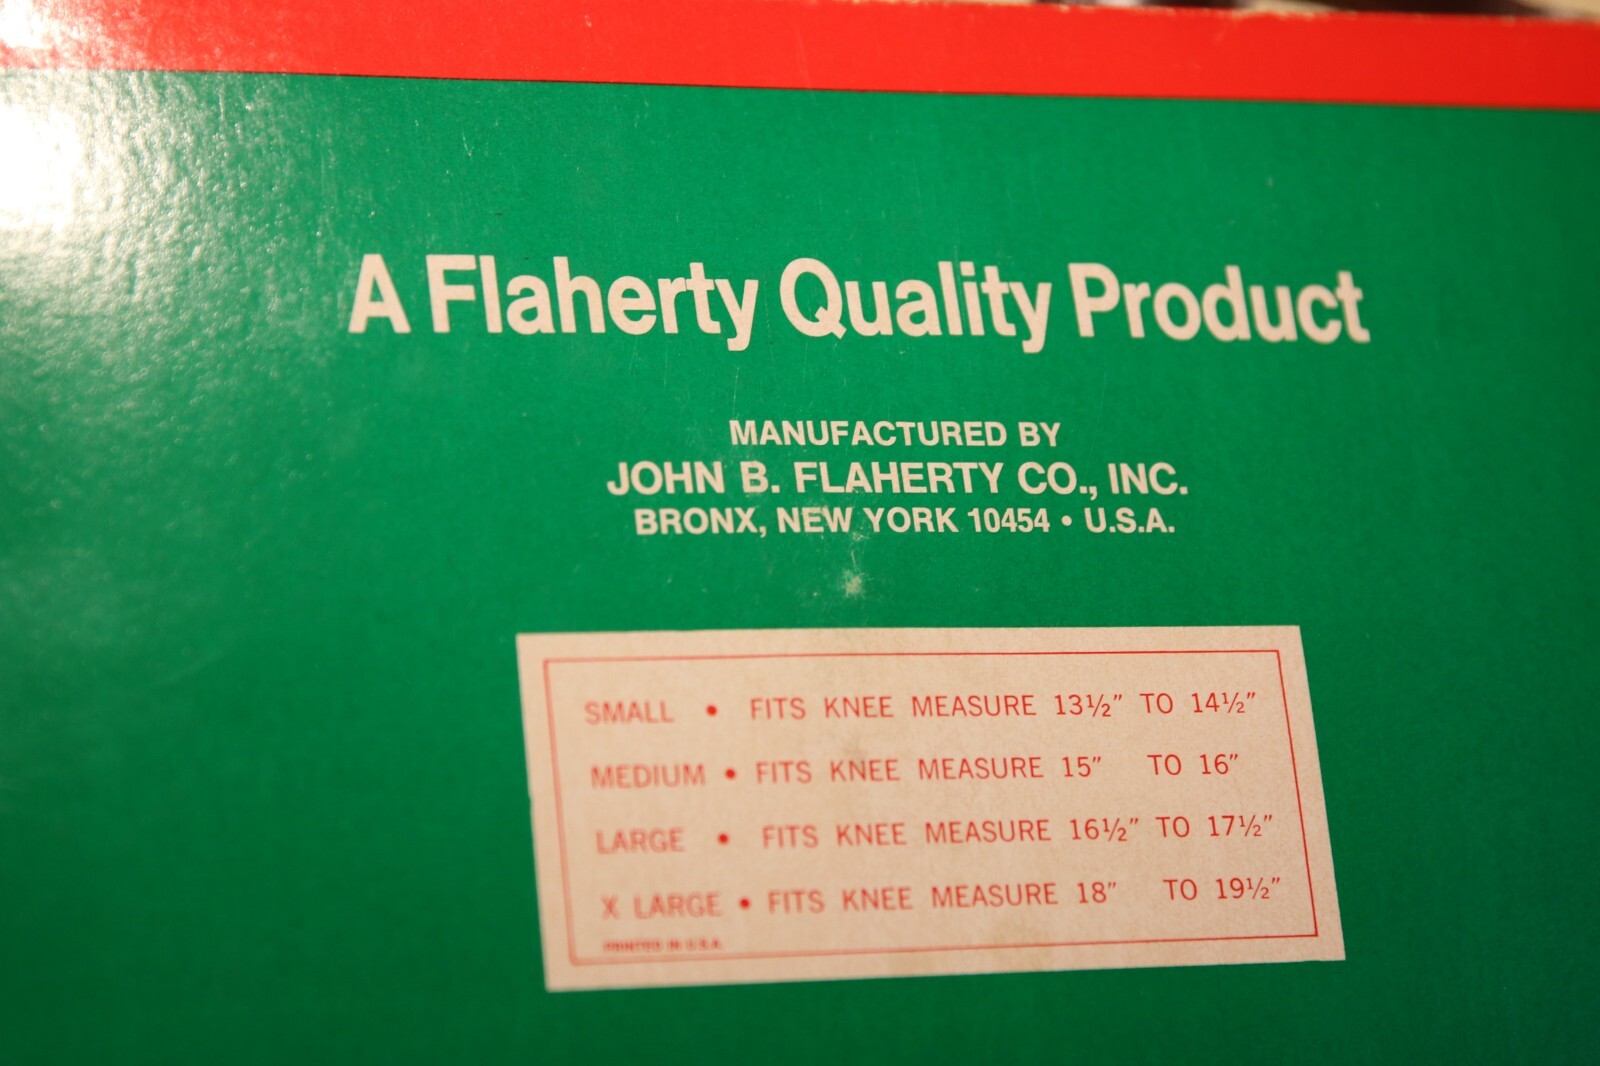 A Flaherty Quality Product
MANUFACTURED BY
JOHN B. FLAHERTY CO., INC.
BRONX, NEW YORK 10454 • U.S.A.
SMALL • FITS KNEE MEASURE 13½" TO 14½"
MEDIUM • FITS KNEE MEASURE 15" TO 16"
LARGE • FITS KNEE MEASURE 16½" TO 17½"
X LARGE • FITS KNEE MEASURE 18" TO 19½"
PRINTED IN U.S.A.